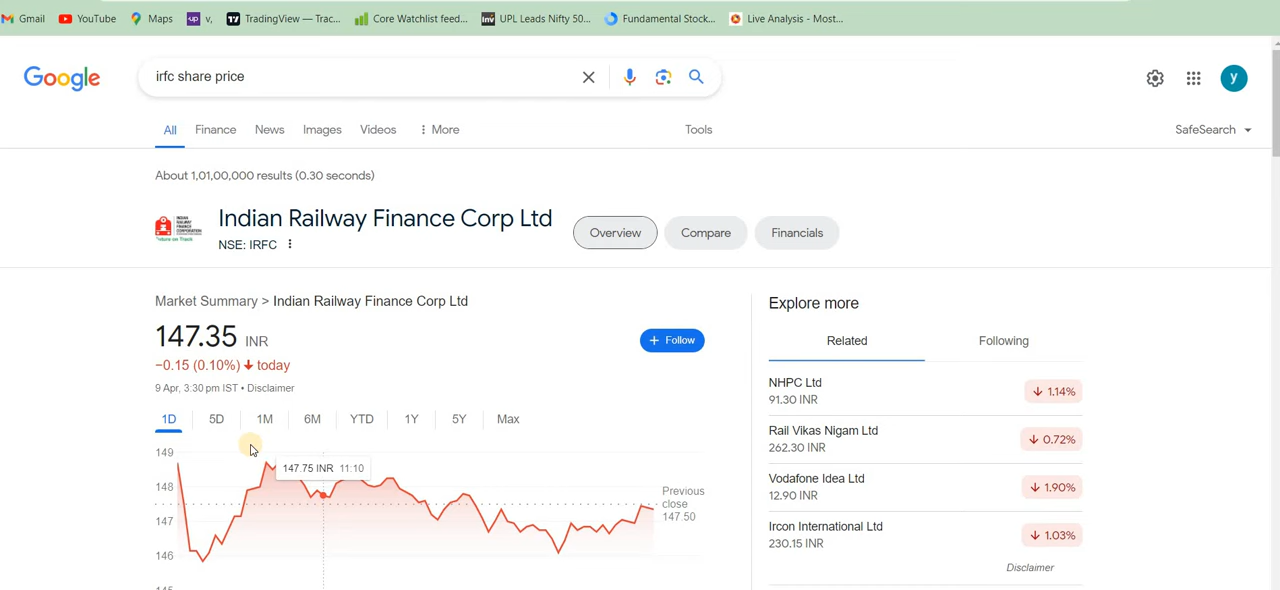 Gmail YouTube Maps up v, TradingView — Trac... Core Watchlist feed... Inv UPL Leads Nifty 50... Fundamental Stock... Live Analysis - Most...
Google irfc share price y
All Finance News Images Videos More Tools SafeSearch
About 1,01,00,000 results (0.30 seconds)
INDIAN RAILWAY FINANCE CORPORATION
Indian Railway Finance Corp Ltd
NSE: IRFC
Overview Compare Financials
Market Summary > Indian Railway Finance Corp Ltd
147.35 INR
+ Follow
−0.15 (0.10%) today
9 Apr, 3:30 pm IST • Disclaimer
1D 5D 1M 6M YTD 1Y 5Y Max
149
147.75 INR 11:10
148
147
146
Previous
close
147.50
Explore more
Related Following
NHPC Ltd
91.30 INR
1.14%
Rail Vikas Nigam Ltd
262.30 INR
0.72%
Vodafone Idea Ltd
12.90 INR
1.90%
Ircon International Ltd
230.15 INR
1.03%
Disclaimer